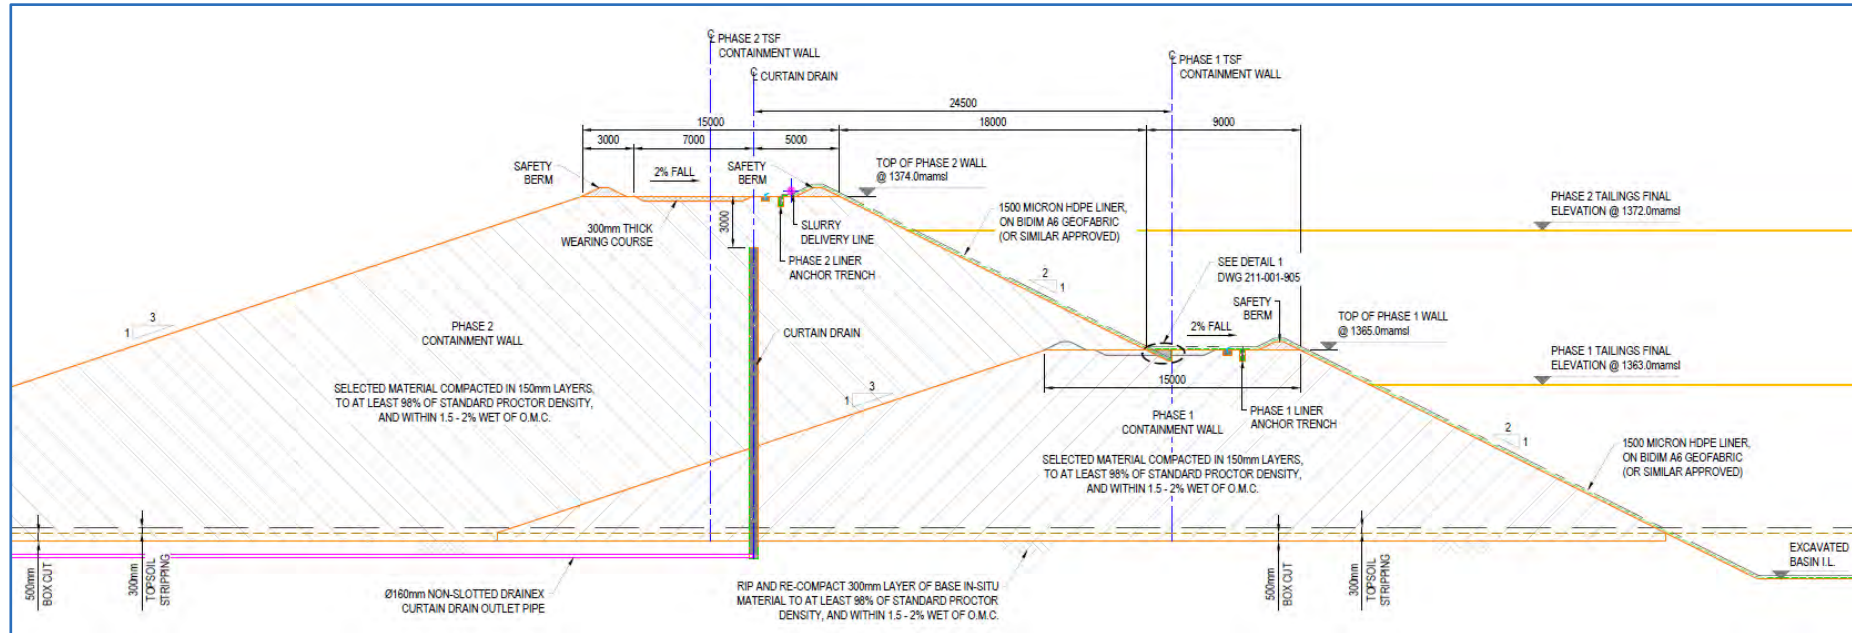 ℄ PHASE 2 TSF
CONTAINMENT WALL
℄ CURTAIN DRAIN
℄ PHASE 1 TSF
CONTAINMENT WALL
24500
15000
18000
9000
3000
7000
5000
SAFETY
BERM
2% FALL
SAFETY
BERM
TOP OF PHASE 2 WALL
@ 1374.0mamsl
300mm THICK
WEARING COURSE
3000
SLURRY
DELIVERY LINE
PHASE 2 LINER
ANCHOR TRENCH
1500 MICRON HDPE LINER,
ON BIDIM A6 GEOFABRIC
(OR SIMILAR APPROVED)
PHASE 2 TAILINGS FINAL
ELEVATION @ 1372.0mamsl
SEE DETAIL 1
DWG 211-001-905
2
1
SAFETY
BERM
2% FALL
TOP OF PHASE 1 WALL
@ 1365.0mamsl
PHASE 1 TAILINGS FINAL
ELEVATION @ 1363.0mamsl
3
1
PHASE 2
CONTAINMENT WALL
CURTAIN DRAIN
SELECTED MATERIAL COMPACTED IN 150mm LAYERS,
TO AT LEAST 98% OF STANDARD PROCTOR DENSITY,
AND WITHIN 1.5 - 2% WET OF O.M.C.
3
1
15000
PHASE 1
CONTAINMENT WALL
PHASE 1 LINER
ANCHOR TRENCH
2
1
SELECTED MATERIAL COMPACTED IN 150mm LAYERS,
TO AT LEAST 98% OF STANDARD PROCTOR DENSITY,
AND WITHIN 1.5 - 2% WET OF O.M.C.
1500 MICRON HDPE LINER,
ON BIDIM A6 GEOFABRIC
(OR SIMILAR APPROVED)
500mm
BOX CUT
300mm
TOPSOIL
STRIPPING
Ø160mm NON-SLOTTED DRAINEX
CURTAIN DRAIN OUTLET PIPE
RIP AND RE-COMPACT 300mm LAYER OF BASE IN-SITU
MATERIAL TO AT LEAST 98% OF STANDARD PROCTOR
DENSITY, AND WITHIN 1.5 - 2% WET OF O.M.C.
500mm
BOX CUT
300mm
TOPSOIL
STRIPPING
EXCAVATED
BASIN I.L.